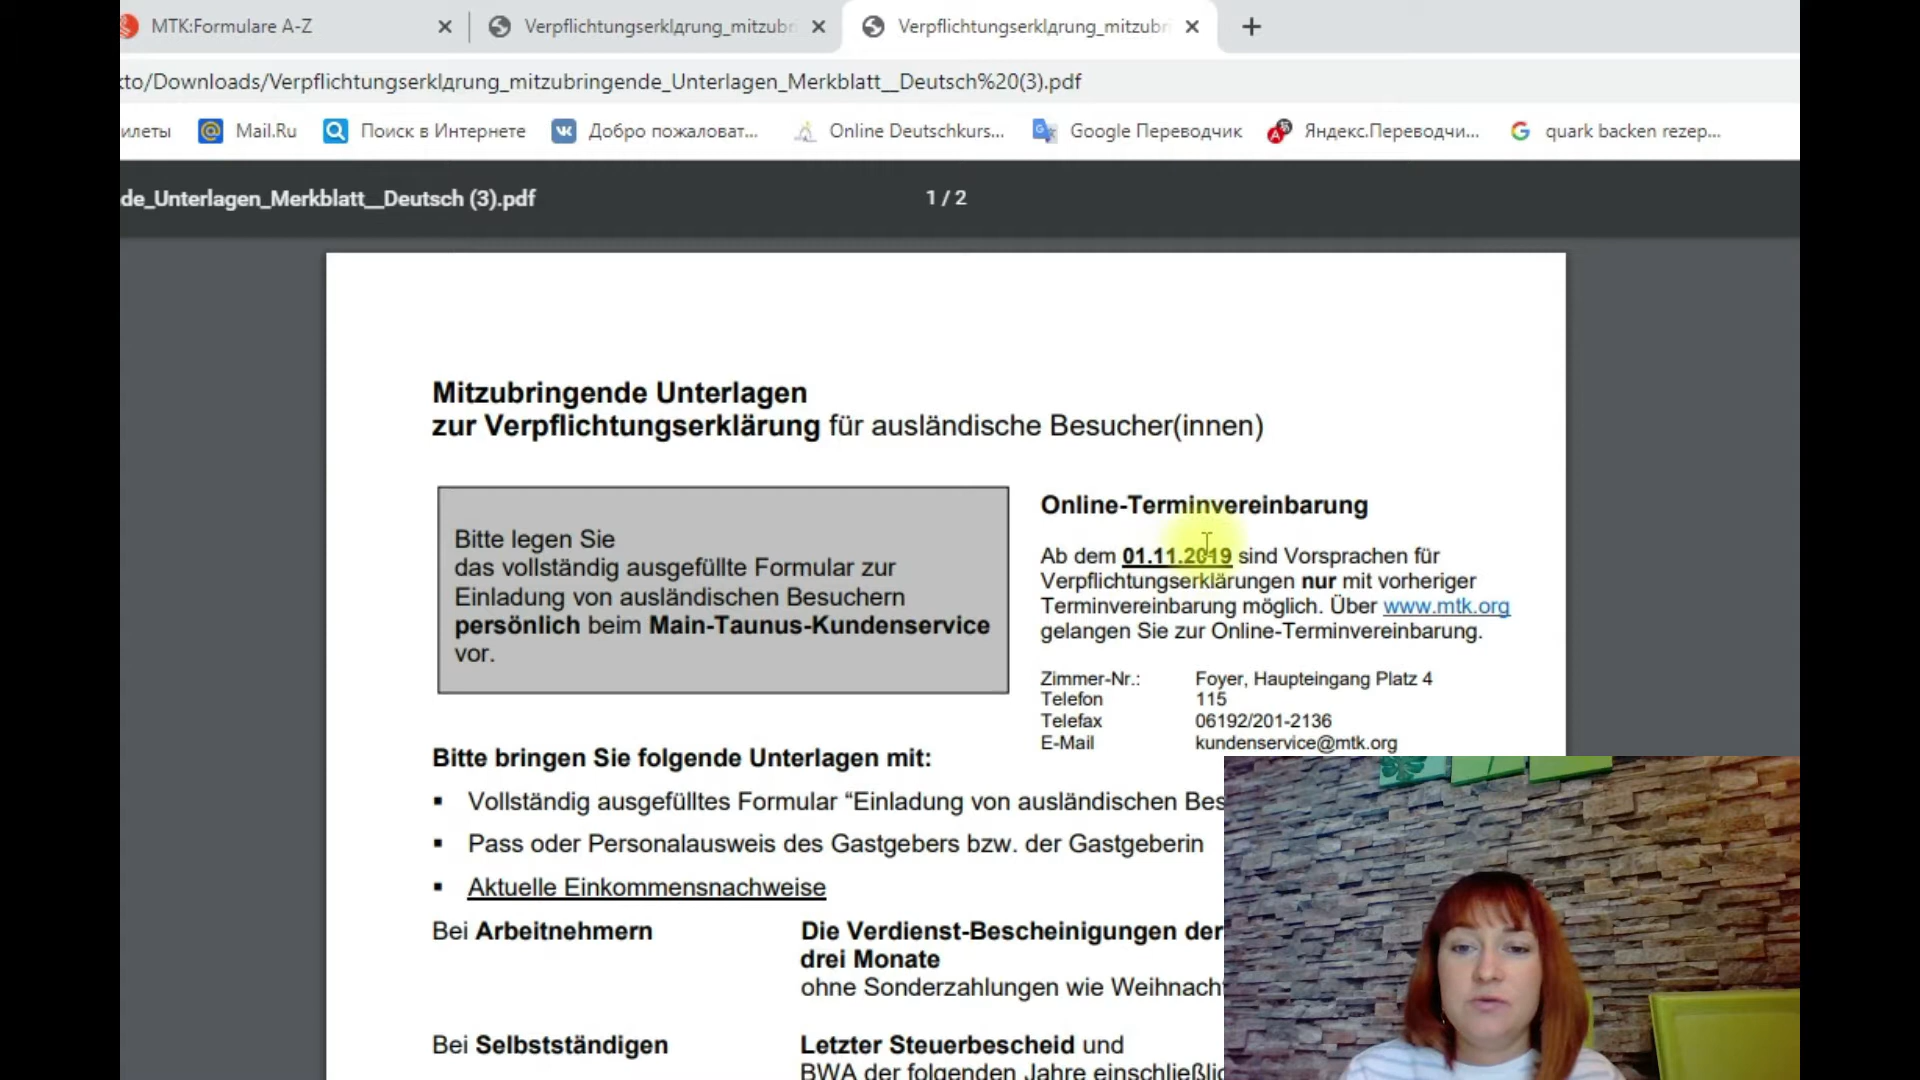 MTK:Formulare A-Z
Verpflichtungserklдrung_mitzubri
Verpflichtungserklдrung_mitzubri
kto/Downloads/Verpflichtungserklдrung_mitzubringende_Unterlagen_Merkblatt__Deutsch%20(3).pdf
илеты
Mail.Ru
Поиск в Интернете
Добро пожаловат...
Online Deutschkurs...
Google Переводчик
Яндекс.Переводчи...
quark backen rezep...
de_Unterlagen_Merkblatt__Deutsch (3).pdf
1 / 2
Mitzubringende Unterlagen
zur Verpflichtungserklärung für ausländische Besucher(innen)
Bitte legen Sie
das vollständig ausgefüllte Formular zur
Einladung von ausländischen Besuchern
persönlich beim Main-Taunus-Kundenservice
vor.
Online-Terminvereinbarung
Ab dem 01.11.2019 sind Vorsprachen für
Verpflichtungserklärungen nur mit vorheriger
Terminvereinbarung möglich. Über www.mtk.org
gelangen Sie zur Online-Terminvereinbarung.
Zimmer-Nr.: Foyer, Haupteingang Platz 4
Telefon 115
Telefax 06192/201-2136
E-Mail kundenservice@mtk.org
Bitte bringen Sie folgende Unterlagen mit:
▪ Vollständig ausgefülltes Formular “Einladung von ausländischen Bes
▪ Pass oder Personalausweis des Gastgebers bzw. der Gastgeberin
▪ Aktuelle Einkommensnachweise
Bei Arbeitnehmern Die Verdienst-Bescheinigungen der
drei Monate
ohne Sonderzahlungen wie Weihnach
Bei Selbstständigen Letzter Steuerbescheid und
BWA der folgenden Jahre einschließlic